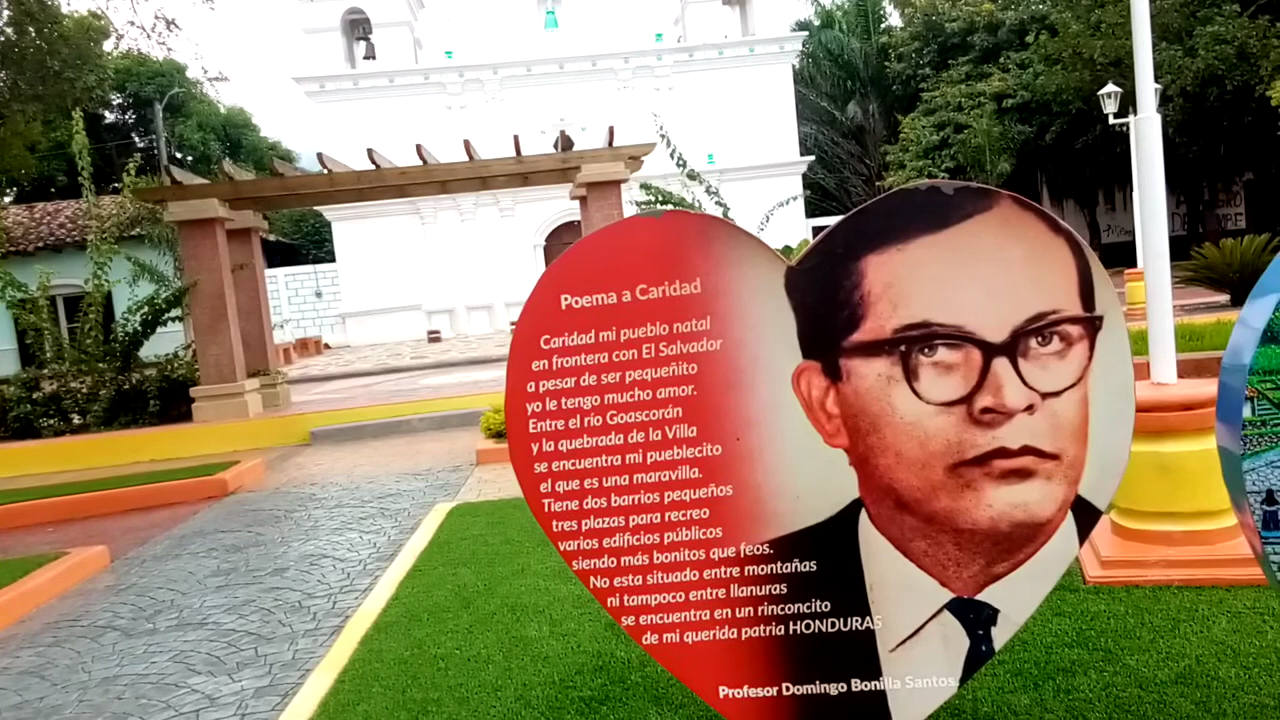 Poema a Caridad
Caridad mi pueblo natal
en frontera con El Salvador
a pesar de ser pequeñito
yo le tengo mucho amor.
Entre el río Goascorán
y la quebrada de la Villa
se encuentra mi pueblecito
el que es una maravilla.
Tiene dos barrios pequeños
tres plazas para recreo
varios edificios públicos
siendo más bonitos que feos.
No esta situado entre montañas
ni tampoco entre llanuras
se encuentra en un rinconcito
de mi querida patria HONDURAS
Profesor Domingo Bonilla Santos.